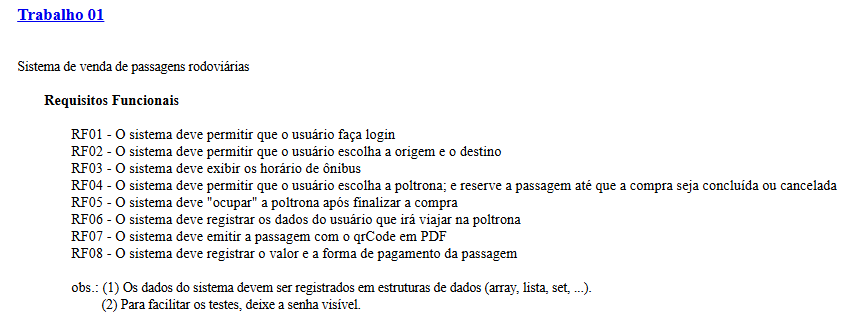 Trabalho 01
Sistema de venda de passagens rodoviárias
Requisitos Funcionais
RF01 - O sistema deve permitir que o usuário faça login
RF02 - O sistema deve permitir que o usuário escolha a origem e o destino
RF03 - O sistema deve exibir os horário de ônibus
RF04 - O sistema deve permitir que o usuário escolha a poltrona; e reserve a passagem até que a compra seja concluída ou cancelada
RF05 - O sistema deve "ocupar" a poltrona após finalizar a compra
RF06 - O sistema deve registrar os dados do usuário que irá viajar na poltrona
RF07 - O sistema deve emitir a passagem com o qrCode em PDF
RF08 - O sistema deve registrar o valor e a forma de pagamento da passagem
obs.: (1) Os dados do sistema devem ser registrados em estruturas de dados (array, lista, set, ...).
(2) Para facilitar os testes, deixe a senha visível.